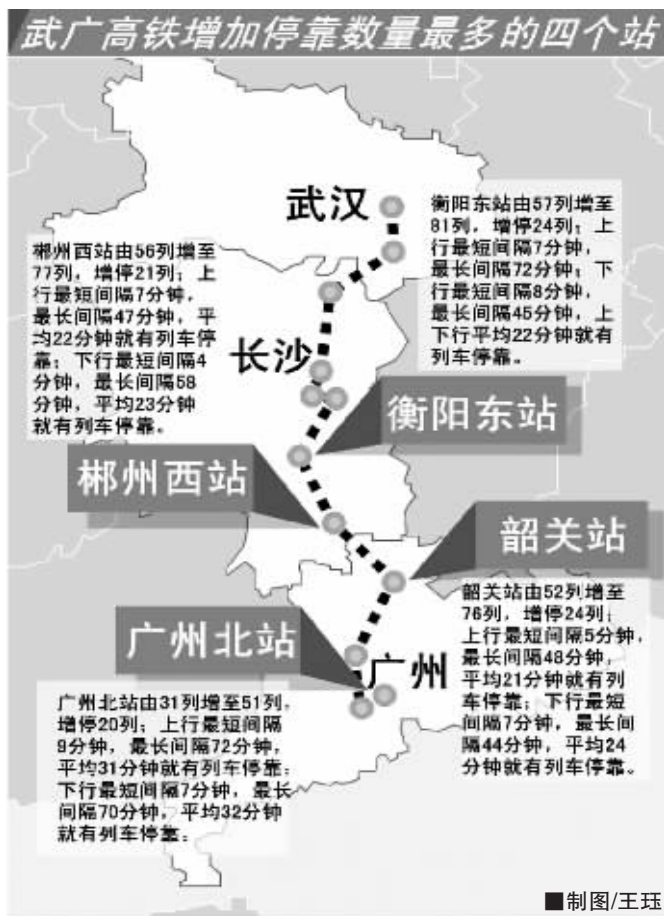 武广高铁增加停靠数量最多的四个站
武汉
衡阳东站由57列增至
81列，增停24列；上
行最短间隔7分钟，
最长间隔72分钟；下
行最短间隔8分钟，
最长间隔45分钟，上
下行平均22分钟就有
列车停靠。
郴州西站由56列增至
77列，增停21列；上
行最短间隔7分钟，
最长间隔47分钟，平
均22分钟就有列车停
靠；下行最短间隔4
分钟，最长间隔58
分钟，平均23分钟
就有列车停靠。
长沙
衡阳东站
郴州西站
韶关站
韶关站由52列增至
76列，增停24列；
上行最短间隔5分钟，
最长间隔48分钟，
平均21分钟就有列
车停靠；下行最短
间隔7分钟，最长间
隔44分钟，平均24
分钟就有列车停靠。
广州北站
广州
广州北站由31列增至51列，
增停20列；上行最短间隔
9分钟，最长间隔72分钟，
平均31分钟就有列车停靠；
下行最短间隔7分钟，最长
间隔70分钟，平均32分钟
就有列车停靠。
■制图/王珏